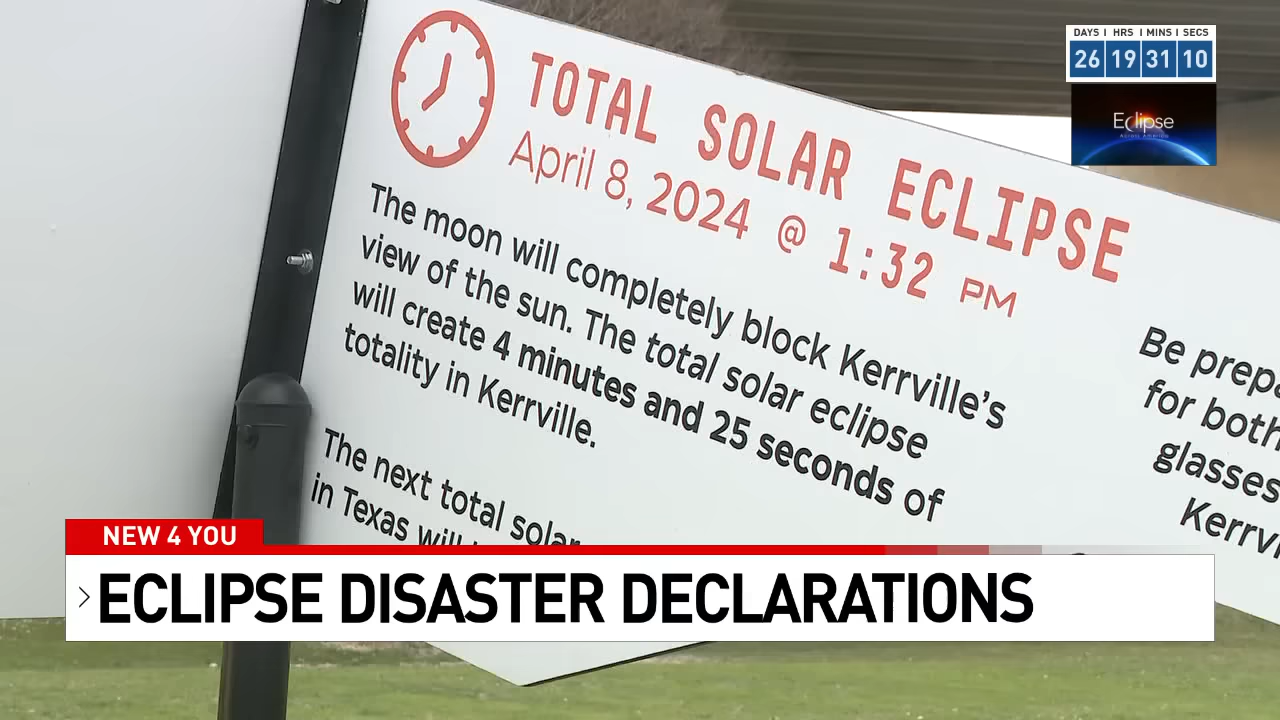 TOTAL SOLAR ECLIPSE
April 8, 2024 @ 1:32 PM
The moon will completely block Kerrville's
view of the sun. The total solar eclipse
will create 4 minutes and 25 seconds of
totality in Kerrville.
The next total solar
in Texas will
Be
for both
glasses
DAYS HRS MINS SECS
26 19 31 10
Eclipse
NEW 4 YOU
ECLIPSE DISASTER DECLARATIONS